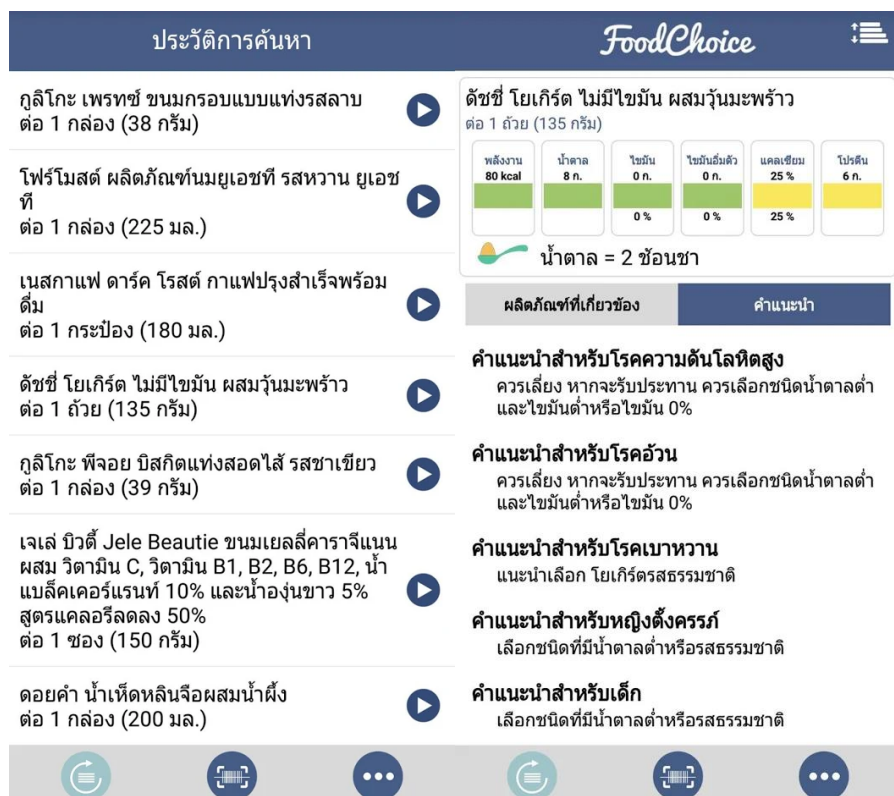 ประวัติการค้นหา
กูลิโกะ เพรทซ์ ขนมกรอบแบบแท่งรสลาบ
ต่อ 1 กล่อง (38 กรัม)
โฟร์โมสต์ ผลิตภัณฑ์นมยูเอชที รสหวาน ยูเอช
ที
ต่อ 1 กล่อง (225 มล.)
เนสกาแฟ ดาร์ค โรสต์ กาแฟปรุงสำเร็จพร้อม
ดื่ม
ต่อ 1 กระป๋อง (180 มล.)
ดัชชี่ โยเกิร์ต ไม่มีไขมัน ผสมวุ้นมะพร้าว
ต่อ 1 ถ้วย (135 กรัม)
กูลิโกะ พีจอย บิสกิตแท่งสอดไส้ รสชาเขียว
ต่อ 1 กล่อง (39 กรัม)
เจเล่ บิวตี้ Jele Beautie ขนมเยลลี่คาราจีแนน
ผสม วิตามิน C, วิตามิน B1, B2, B6, B12, น้ำ
แบล็คเคอร์แรนท์ 10% และน้ำองุ่นขาว 5%
สูตรแคลอรีลดลง 50%
ต่อ 1 ซอง (150 กรัม)
ดอยคำ น้ำเห็ดหลินจือผสมน้ำผึ้ง
ต่อ 1 กล่อง (200 มล.)
FoodChoice
ดัชชี่ โยเกิร์ต ไม่มีไขมัน ผสมวุ้นมะพร้าว
ต่อ 1 ถ้วย (135 กรัม)
พลังงาน น้ำตาล ไขมัน ไขมันอิ่มตัว แคลเซียม โปรตีน
80 kcal 8 ก. 0 ก. 0 ก. 25 % 6 ก.
0 % 0 % 25 %
น้ำตาล = 2 ช้อนชา
ผลิตภัณฑ์ที่เกี่ยวข้อง คำแนะนำ
คำแนะนำสำหรับโรคความดันโลหิตสูง
ควรเลี่ยง หากจะรับประทาน ควรเลือกชนิดน้ำตาลต่ำ
และไขมันต่ำหรือไขมัน 0%
คำแนะนำสำหรับโรคอ้วน
ควรเลี่ยง หากจะรับประทาน ควรเลือกชนิดน้ำตาลต่ำ
และไขมันต่ำหรือไขมัน 0%
คำแนะนำสำหรับโรคเบาหวาน
แนะนำเลือก โยเกิร์ตรสธรรมชาติ
คำแนะนำสำหรับหญิงตั้งครรภ์
เลือกชนิดที่มีน้ำตาลต่ำหรือรสธรรมชาติ
คำแนะนำสำหรับเด็ก
เลือกชนิดที่มีน้ำตาลต่ำหรือรสธรรมชาติ